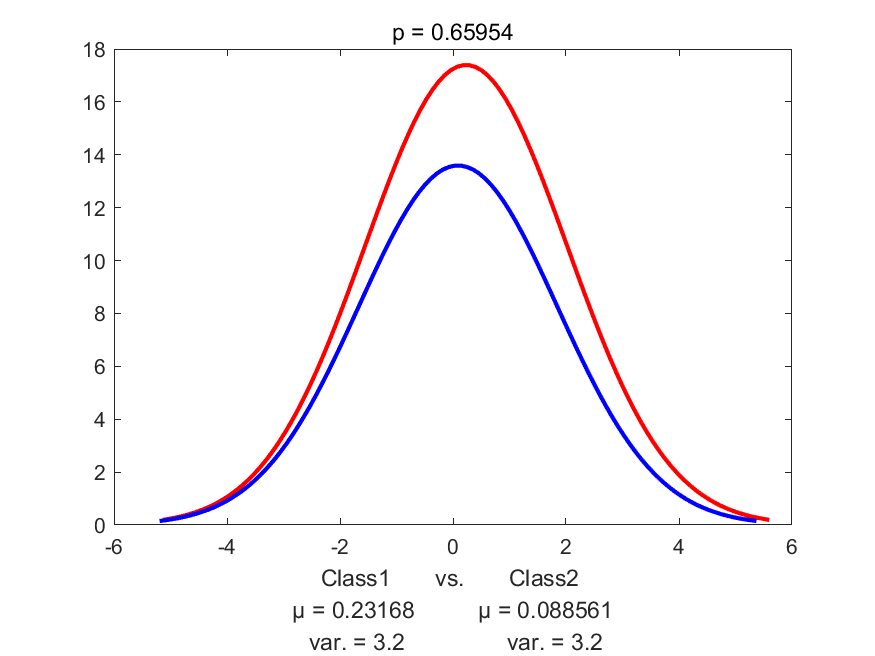 p = 0.65954
18
16
14
12
10
8
6
4
2
0
-6 -4 -2 0 2 4 6
Class1 vs. Class2
μ = 0.23168 μ = 0.088561
var. = 3.2 var. = 3.2